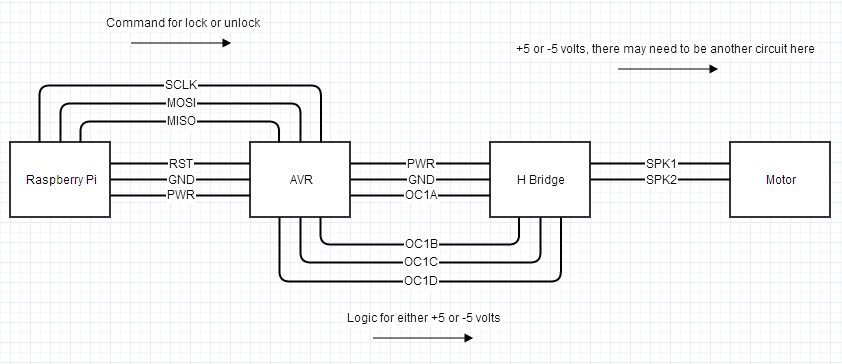 Command for lock or unlock
+5 or -5 volts, there may need to be another circuit here
SCLK
MOSI
MISO
RST
GND
PWR
PWR
GND
OC1A
SPK1
SPK2
Raspberry Pi
AVR
H Bridge
Motor
OC1B
OC1C
OC1D
Logic for either +5 or -5 volts